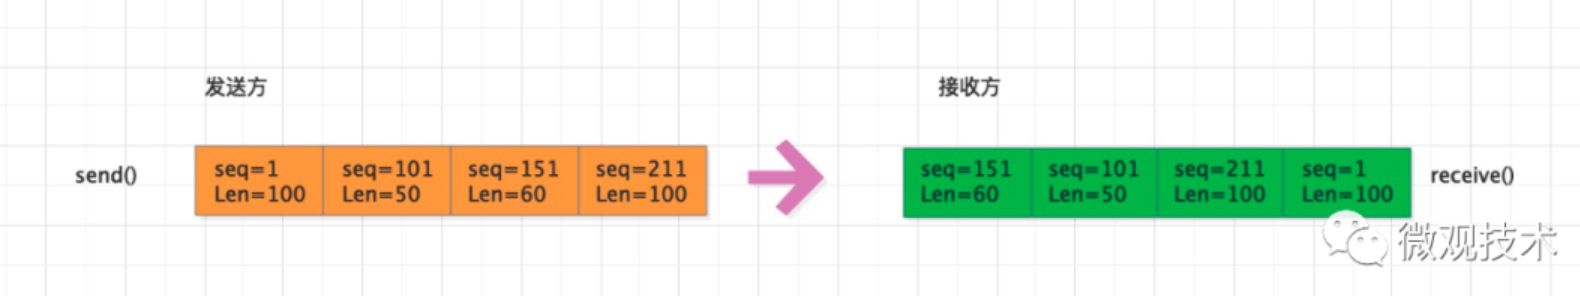 发送方
接收方
send()
seq=1
Len=100
seq=101
Len=50
seq=151
Len=60
seq=211
Len=100
seq=151
Len=60
seq=101
Len=50
seq=211
Len=100
seq=1
Len=100
receive()
微观技术